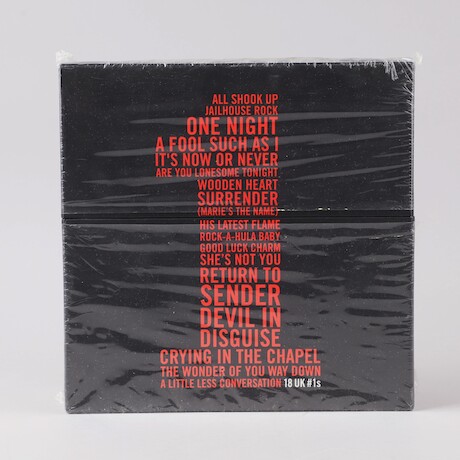 ALL SHOOK UP
JAILHOUSE ROCK
ONE NIGHT
A FOOL SUCH AS I
IT'S NOW OR NEVER
ARE YOU LONESOME TONIGHT
WOODEN HEART
SURRENDER
(MARIE'S THE NAME)
HIS LATEST FLAME
ROCK-A-HULA BABY
GOOD LUCK CHARM
SHE'S NOT YOU
RETURN TO
SENDER
DEVIL IN
DISGUISE
CRYING IN THE CHAPEL
THE WONDER OF YOU WAY DOWN
A LITTLE LESS CONVERSATION 18 UK #1s